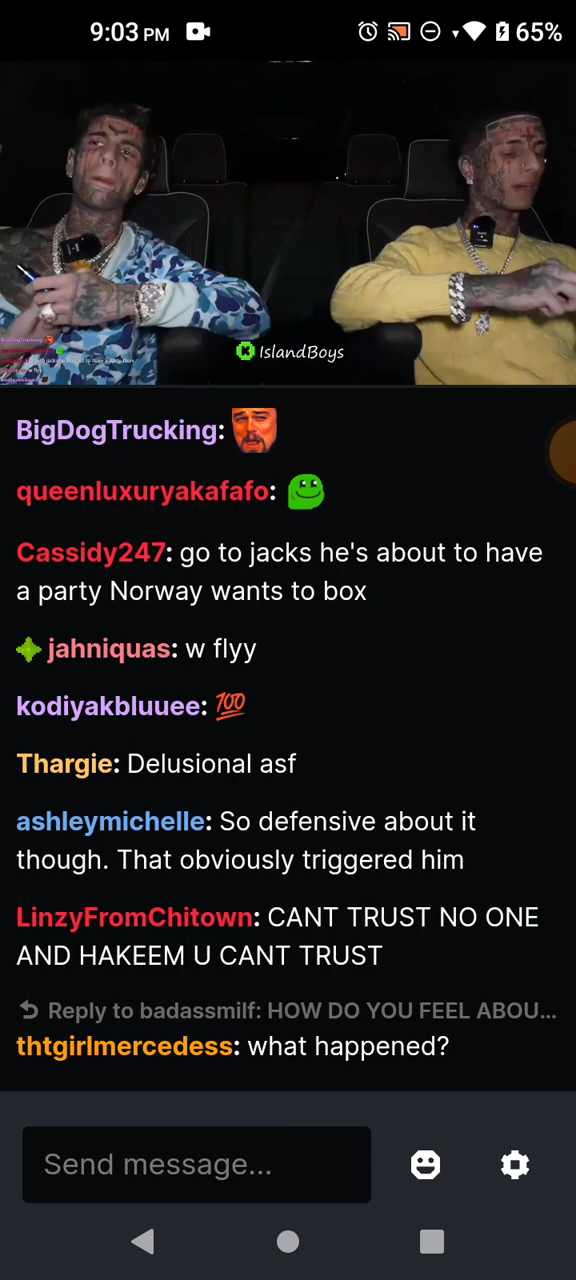 9:03 PM
65%
IslandBoys
BigDogTrucking:
queenluxuryakafafo:
Cassidy247: go to jacks he's about to have
a party Norway wants to box
jahniquas: w flyy
kodiyakbluuee: 💯
Thargie: Delusional asf
ashleymichelle: So defensive about it
though. That obviously triggered him
LinzyFromChitown: CANT TRUST NO ONE
AND HAKEEM U CANT TRUST
Reply to badassmilf: HOW DO YOU FEEL ABOU...
thtgirlmercedess: what happened?
Send message...